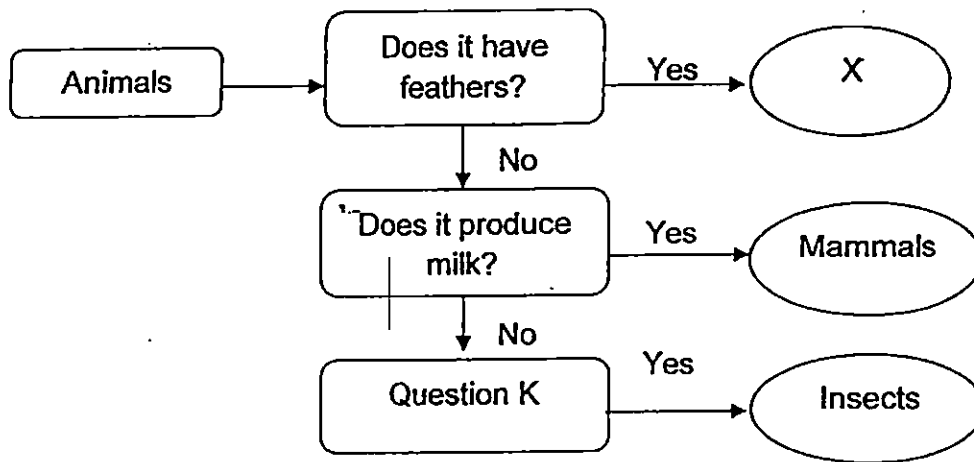 Does it have
feathers?
Animals
Yes
X
No
Does it produce
milk?
Yes
Mammals
No
Question K
Yes
Insects